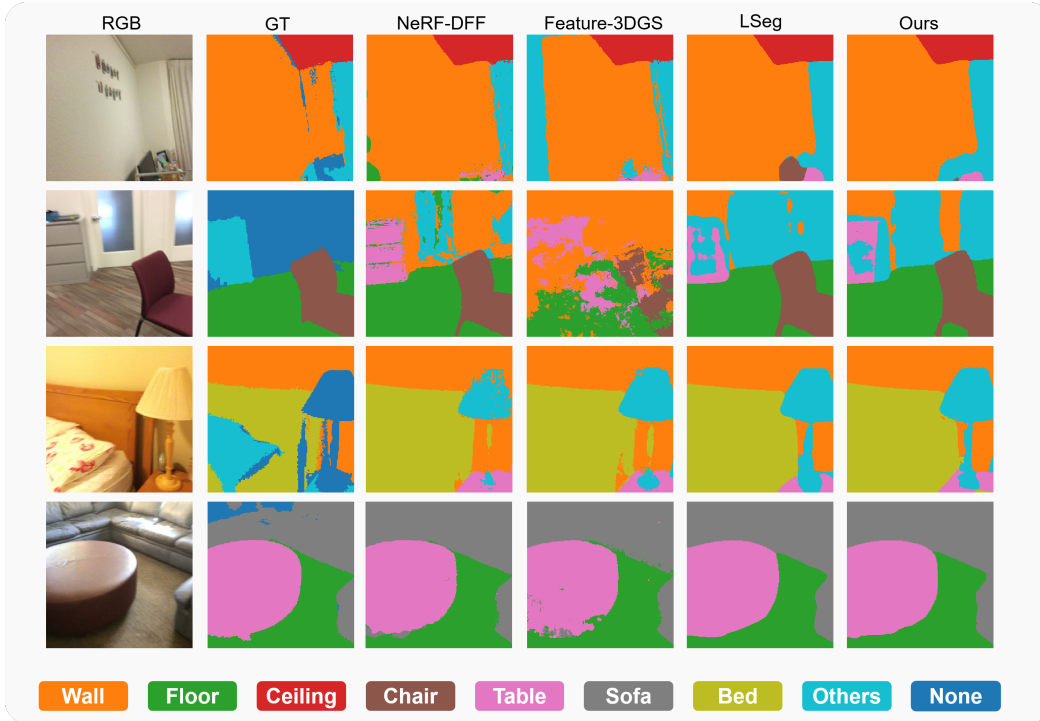 RGB GT NeRF-DFF Feature-3DGS LSeg Ours
Wall Floor Ceiling Chair Table Sofa Bed Others None